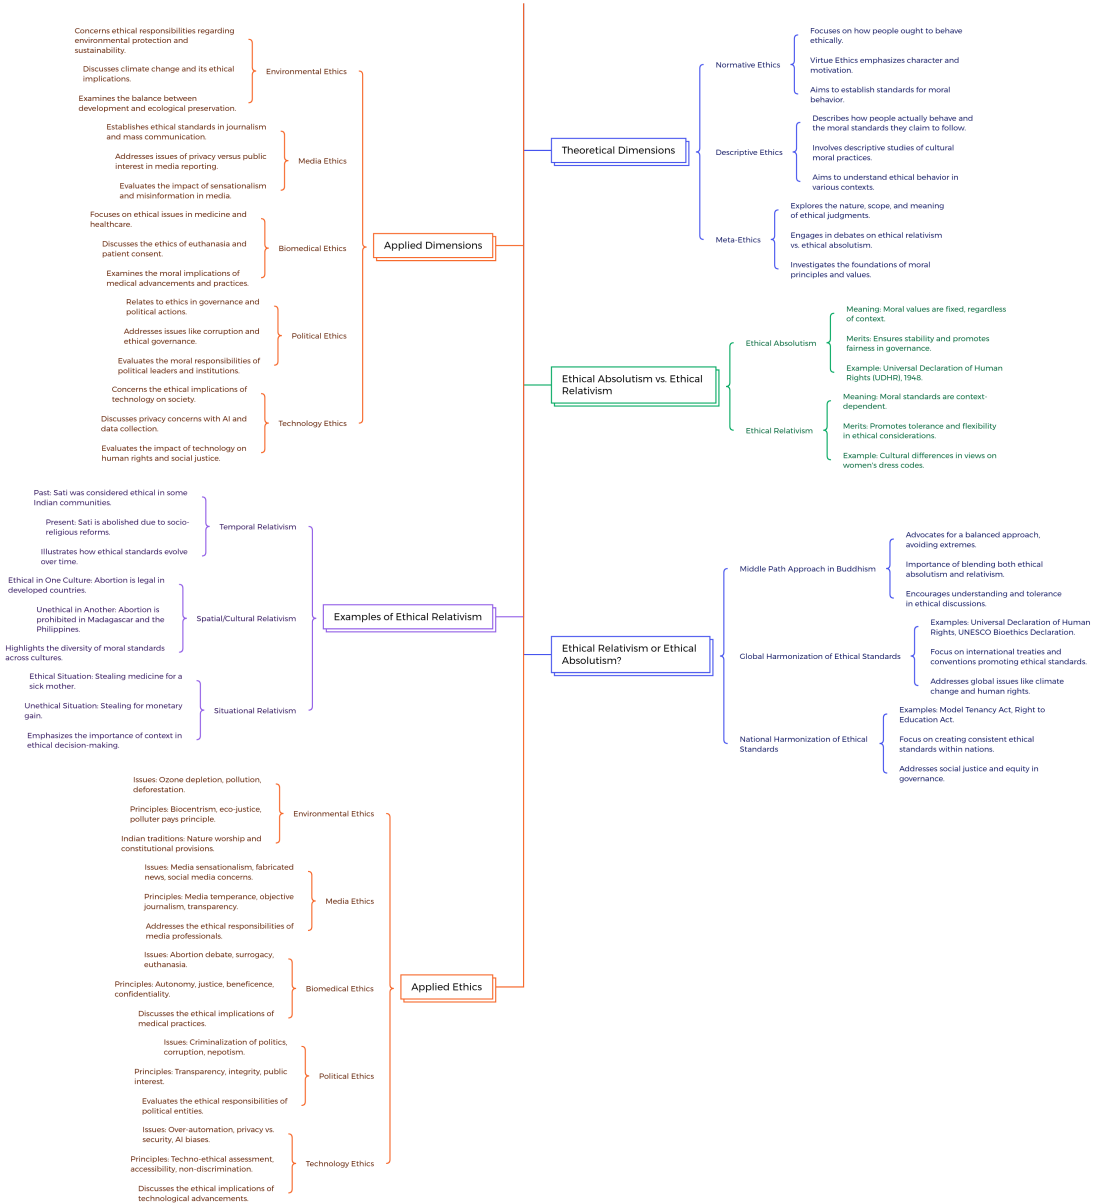 Applied Dimensions
Environmental Ethics
Concerns ethical responsibilities regarding
environmental protection and
sustainability.
Discusses climate change and its ethical
implications.
Examines the balance between
development and ecological preservation.
Media Ethics
Establishes ethical standards in journalism
and mass communication.
Addresses issues of privacy versus public
interest in media reporting.
Evaluates the impact of sensationalism
and misinformation in media.
Biomedical Ethics
Focuses on ethical issues in medicine and
healthcare.
Discusses the ethics of euthanasia and
patient consent.
Examines the moral implications of
medical advancements and practices.
Political Ethics
Relates to ethics in governance and
political actions.
Addresses issues like corruption and
ethical governance.
Evaluates the moral responsibilities of
political leaders and institutions.
Technology Ethics
Concerns the ethical implications of
technology on society.
Discusses privacy concerns with AI and
data collection.
Evaluates the impact of technology on
human rights and social justice.
Examples of Ethical Relativism
Temporal Relativism
Past: Sati was considered ethical in some
Indian communities.
Present: Sati is abolished due to socio-
religious reforms.
Illustrates how ethical standards evolve
over time.
Spatial/Cultural Relativism
Ethical in One Culture: Abortion is legal in
developed countries.
Unethical in Another: Abortion is
prohibited in Madagascar and the
Philippines.
Highlights the diversity of moral standards
across cultures.
Situational Relativism
Ethical Situation: Stealing medicine for a
sick mother.
Unethical Situation: Stealing for monetary
gain.
Emphasizes the importance of context in
ethical decision-making.
Applied Ethics
Environmental Ethics
Issues: Ozone depletion, pollution,
deforestation.
Principles: Biocentrism, eco-justice,
polluter pays principle.
Indian traditions: Nature worship and
constitutional provisions.
Media Ethics
Issues: Media sensationalism, fabricated
news, social media concerns.
Principles: Media temperance, objective
journalism, transparency.
Addresses the ethical responsibilities of
media professionals.
Biomedical Ethics
Issues: Abortion debate, surrogacy,
euthanasia.
Principles: Autonomy, justice, beneficence,
confidentiality.
Discusses the ethical implications of
medical practices.
Political Ethics
Issues: Criminalization of politics,
corruption, nepotism.
Principles: Transparency, integrity, public
interest.
Evaluates the ethical responsibilities of
political entities.
Technology Ethics
Issues: Over-automation, privacy vs.
security, AI biases.
Principles: Techno-ethical assessment,
accessibility, non-discrimination.
Discusses the ethical implications of
technological advancements.
Theoretical Dimensions
Normative Ethics
Focuses on how people ought to behave
ethically.
Virtue Ethics emphasizes character and
motivation.
Aims to establish standards for moral
behavior.
Descriptive Ethics
Describes how people actually behave and
the moral standards they claim to follow.
Involves descriptive studies of cultural
moral practices.
Aims to understand ethical behavior in
various contexts.
Meta-Ethics
Explores the nature, scope, and meaning
of ethical judgments.
Engages in debates on ethical relativism
vs. ethical absolutism.
Investigates the foundations of moral
principles and values.
Ethical Absolutism vs. Ethical
Relativism
Ethical Absolutism
Meaning: Moral values are fixed, regardless
of context.
Merits: Ensures stability and promotes
fairness in governance.
Example: Universal Declaration of Human
Rights (UDHR), 1948.
Ethical Relativism
Meaning: Moral standards are context-
dependent.
Merits: Promotes tolerance and flexibility
in ethical considerations.
Example: Cultural differences in views on
women's dress codes.
Ethical Relativism or Ethical
Absolutism?
Middle Path Approach in Buddhism
Advocates for a balanced approach,
avoiding extremes.
Importance of blending both ethical
absolutism and relativism.
Encourages understanding and tolerance
in ethical discussions.
Global Harmonization of Ethical Standards
Examples: Universal Declaration of Human
Rights, UNESCO Bioethics Declaration.
Focus on international treaties and
conventions promoting ethical standards.
Addresses global issues like climate
change and human rights.
National Harmonization of Ethical
Standards
Examples: Model Tenancy Act, Right to
Education Act.
Focus on creating consistent ethical
standards within nations.
Addresses social justice and equity in
governance.